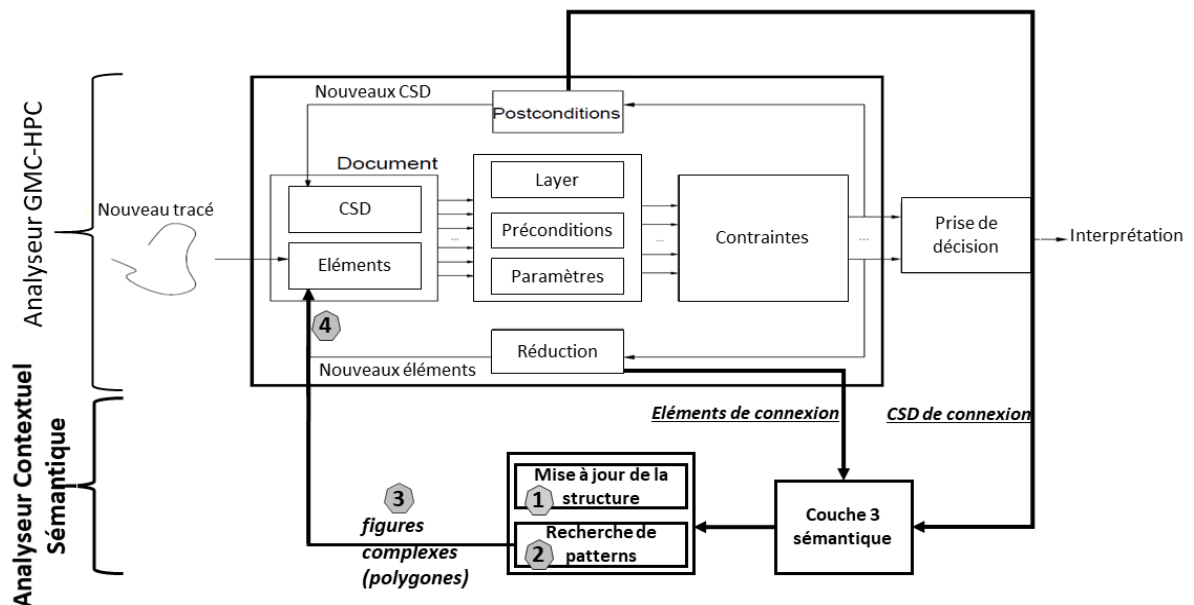 Analyseur GMC-HPC
Nouveau tracé
Nouveaux CSD
Postconditions
Document
CSD
Eléments
...
Layer
Préconditions
Paramètres
...
Contraintes
...
Prise de
décision
Interprétation
4
Réduction
Nouveaux éléments
Analyseur Contextuel
Sémantique
Eléments de connexion
CSD de connexion
Mise à jour de la
structure
1
Recherche de
patterns
2
3
figures
complexes
(polygones)
Couche 3
sémantique